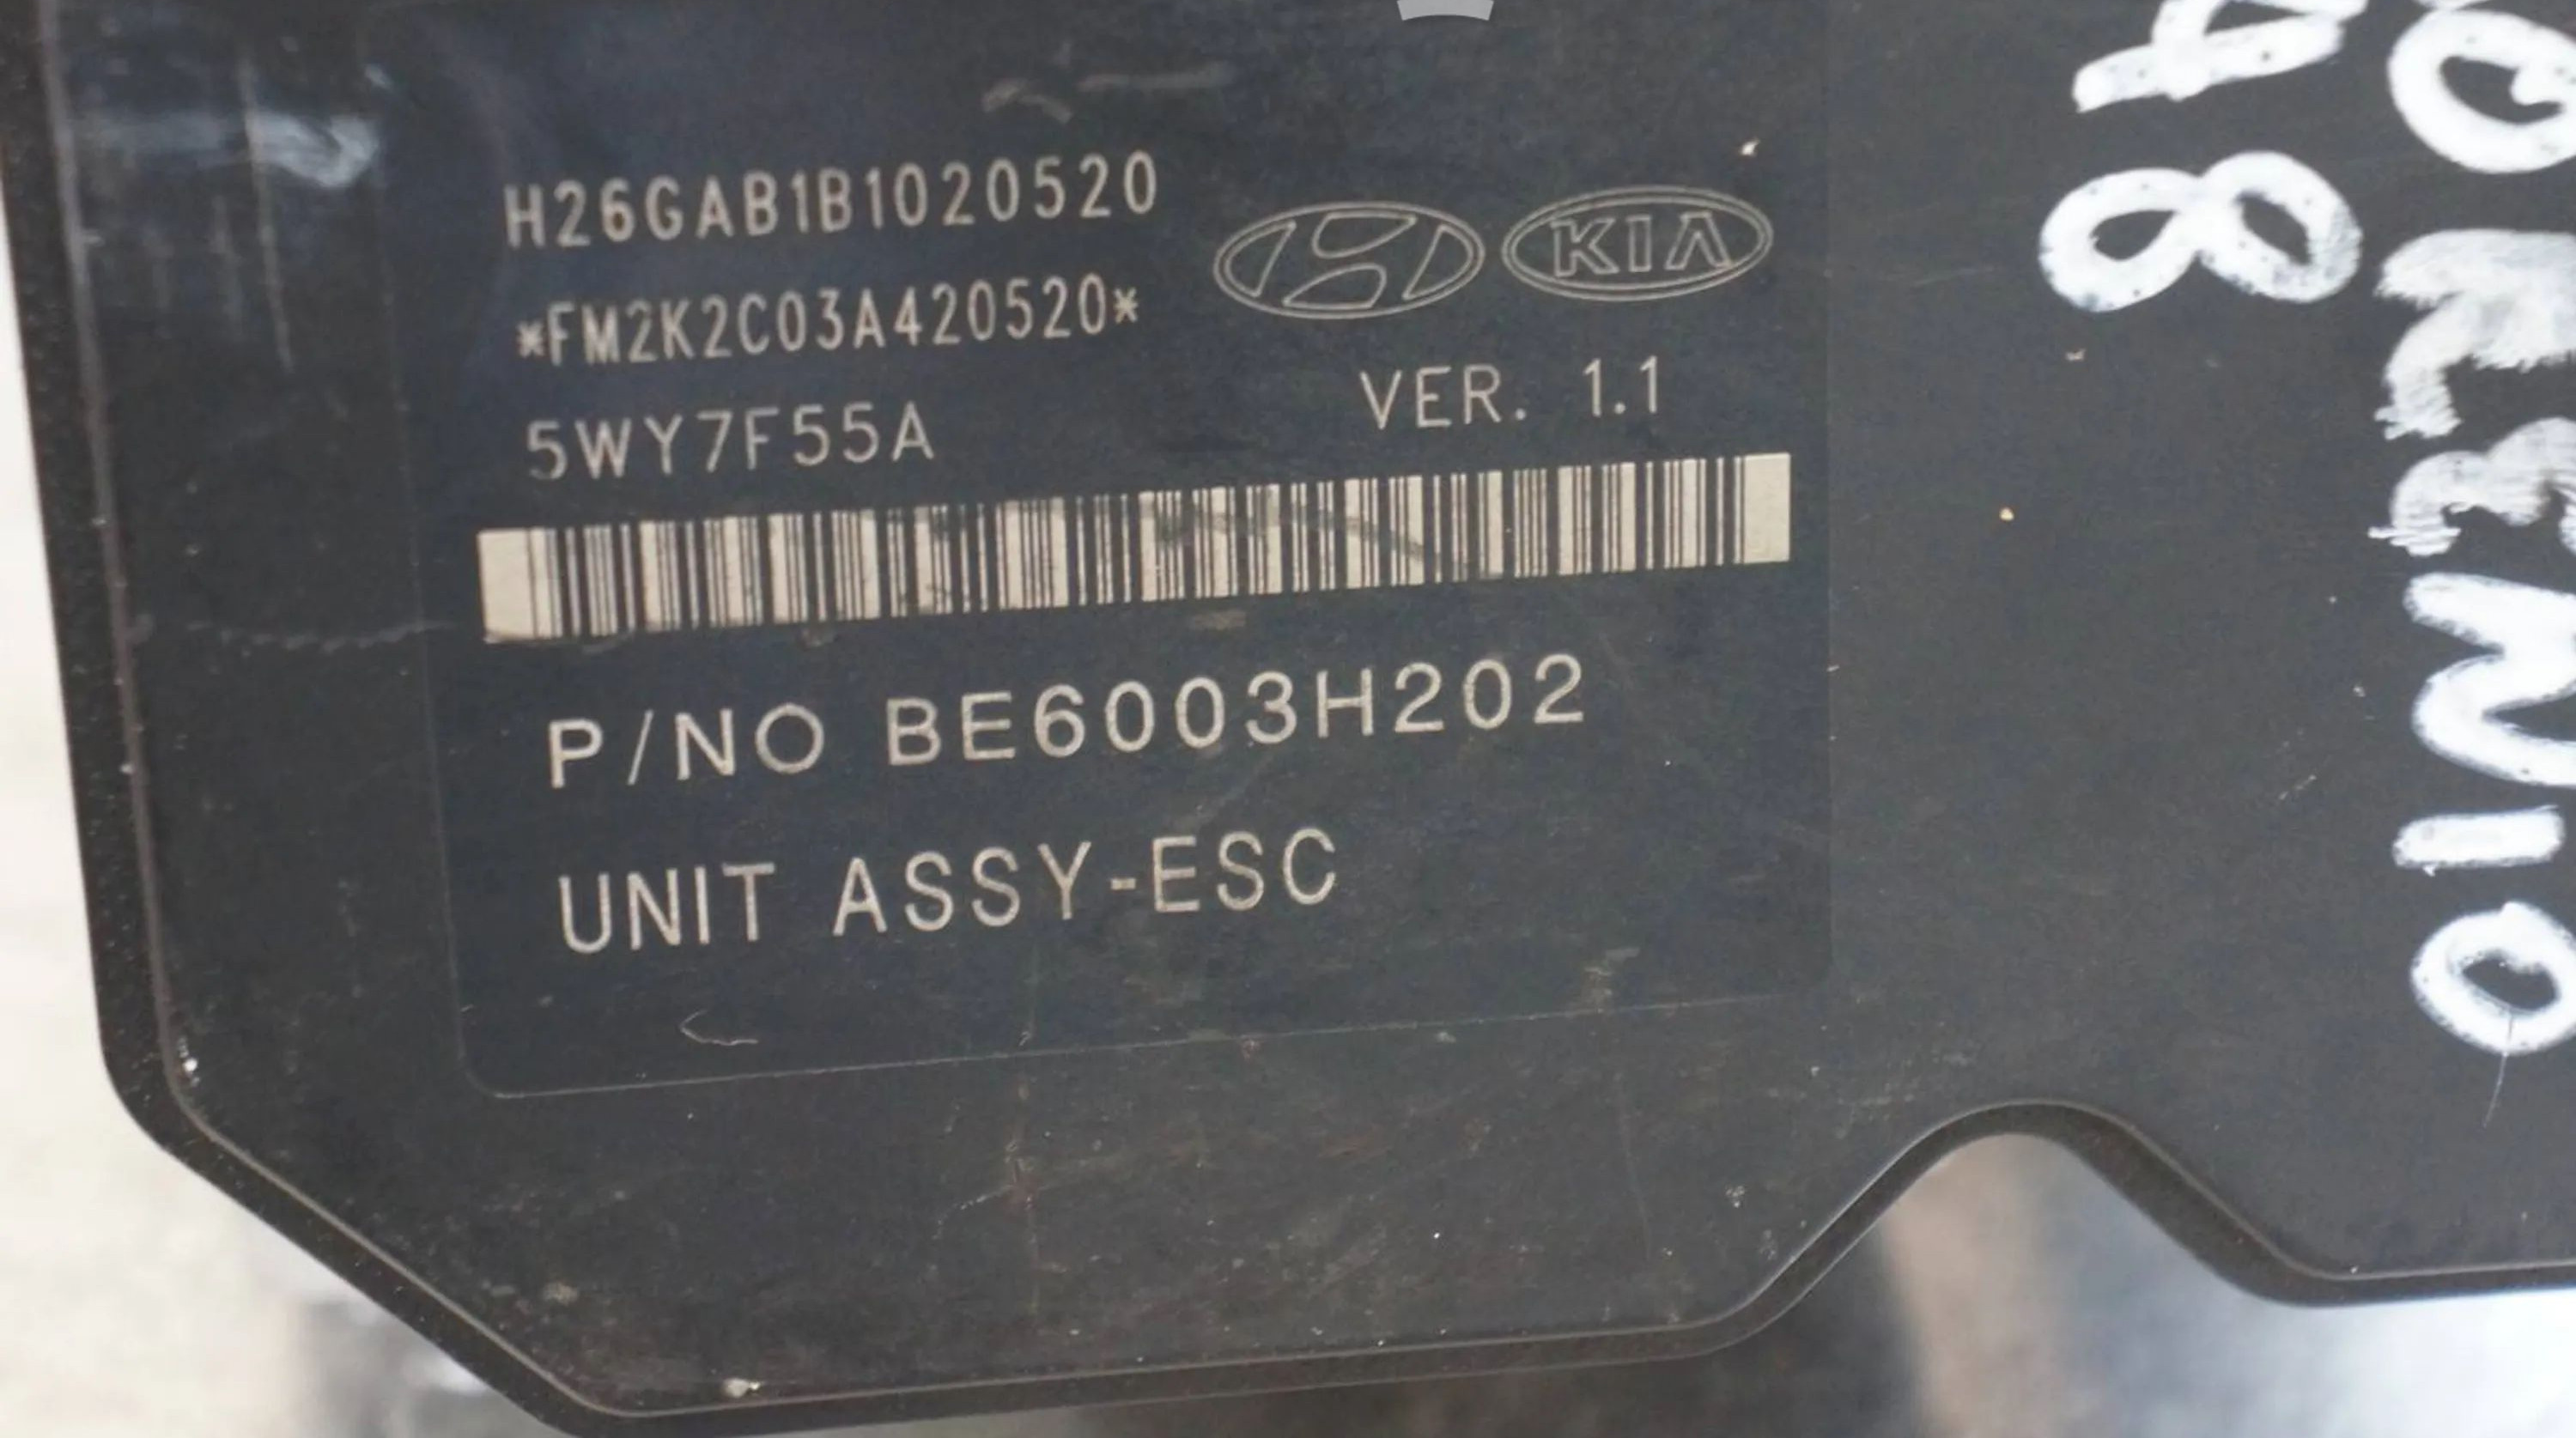 H26GAB1B1020520
*FM2K2C03A420520*
KIA
5WY7F55A
VER. 1.1
P/NO BE6003H202
UNIT ASSY-ESC